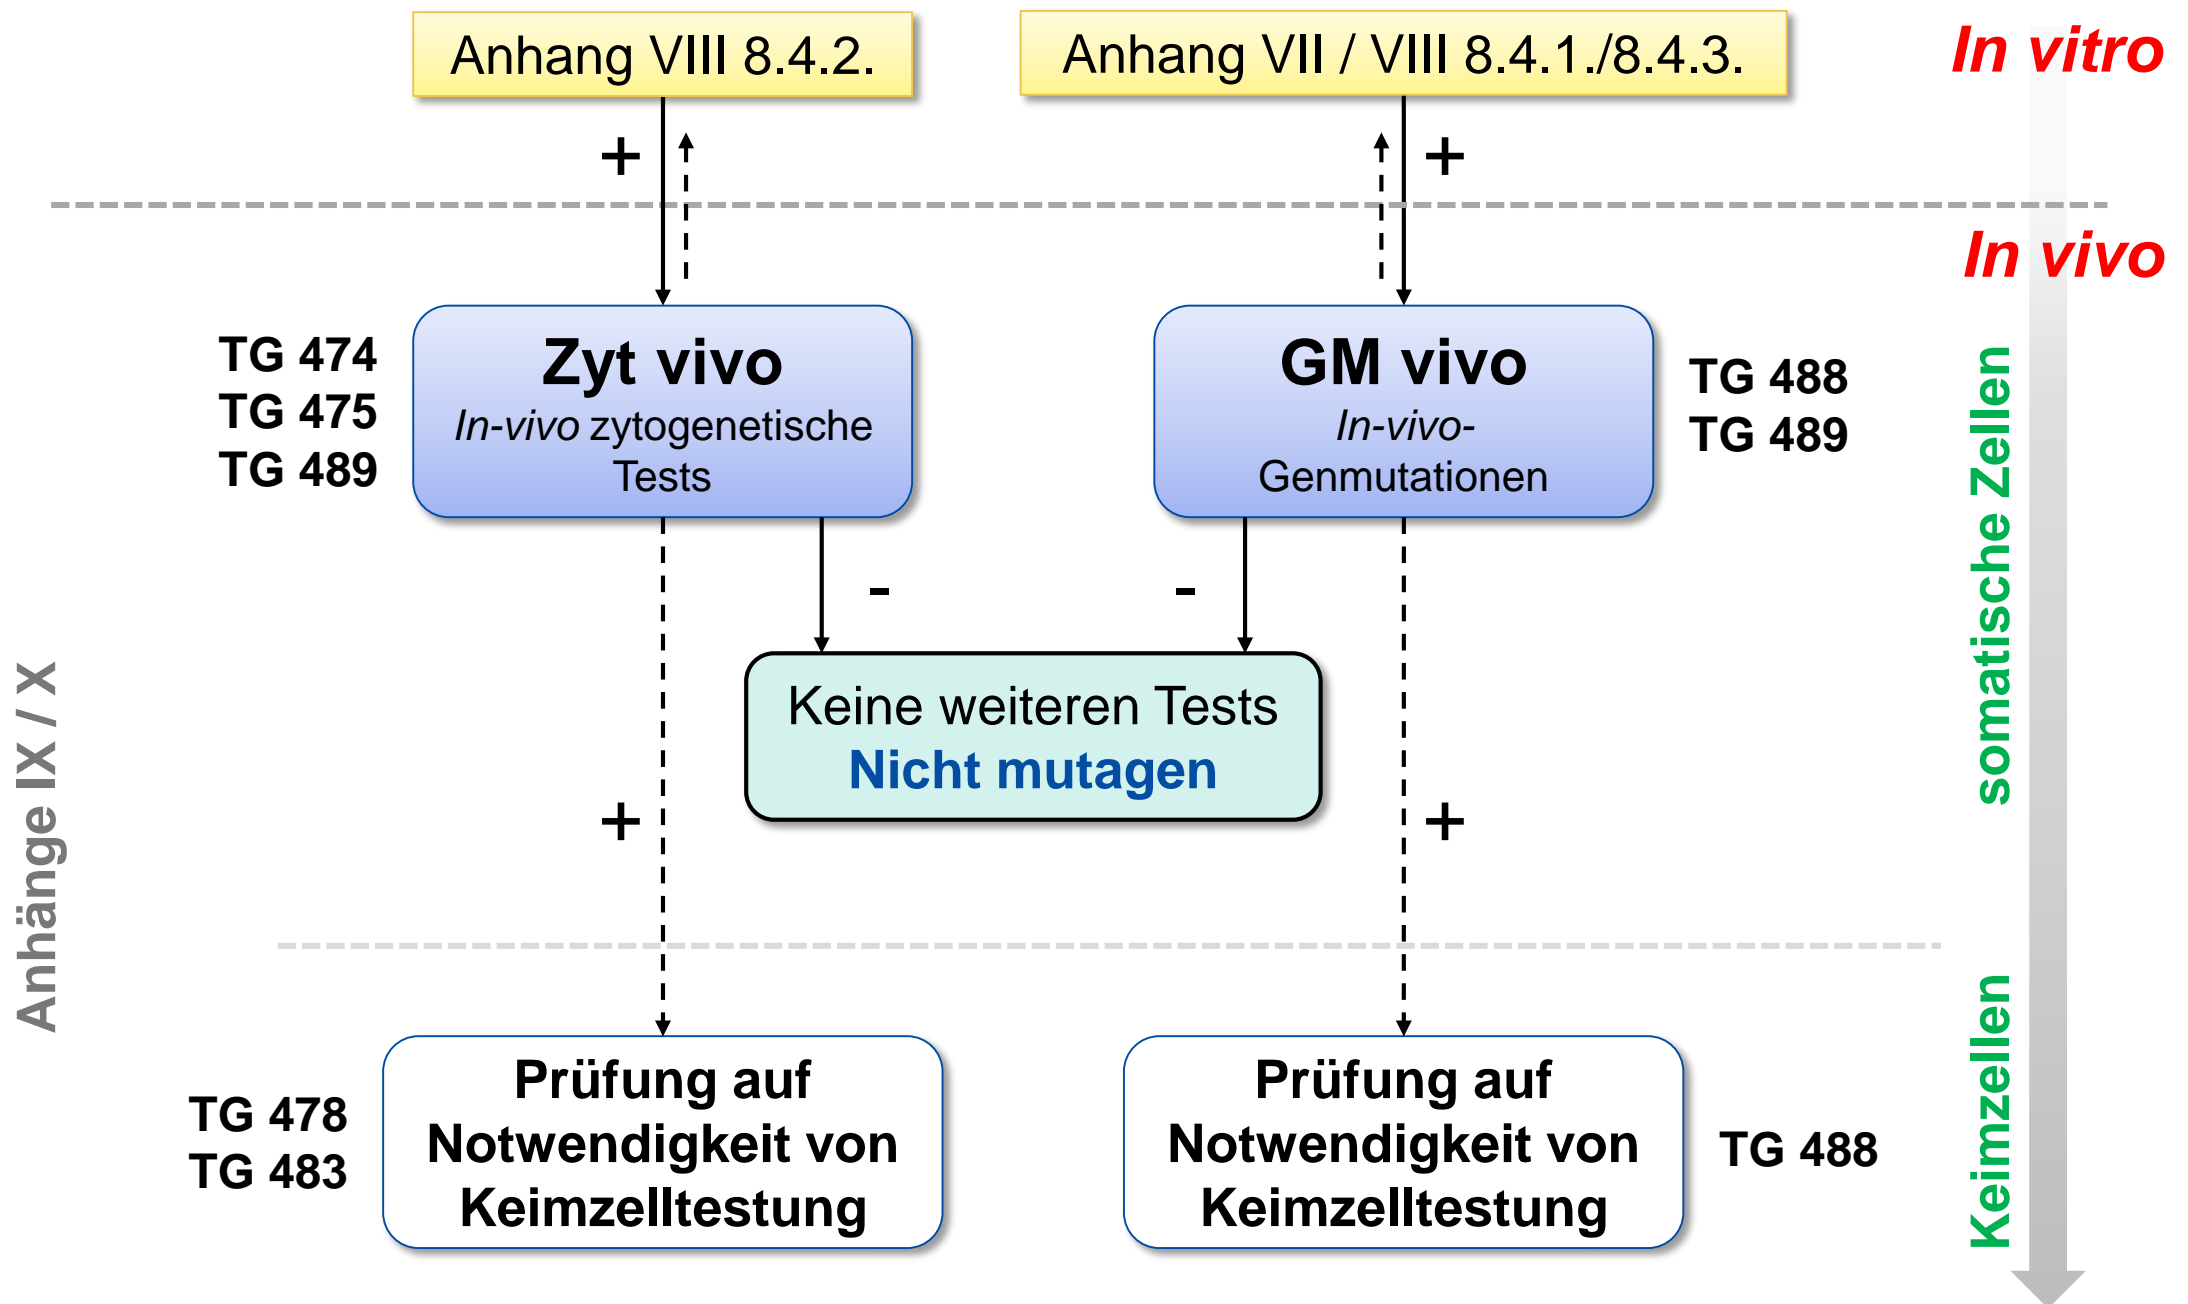 Anhang VIII 8.4.2.
Anhang VII / VIII 8.4.1./8.4.3.
In vitro
+
+
In vivo
TG 474
TG 475
TG 489
Zyt vivo
In-vivo zytogenetische
Tests
GM vivo
In-vivo-
Genmutationen
TG 488
TG 489
somatische Zellen
-
-
Keine weiteren Tests
Nicht mutagen
Anhänge IX / X
+
+
TG 478
TG 483
Prüfung auf
Notwendigkeit von
Keimzelltestung
Prüfung auf
Notwendigkeit von
Keimzelltestung
TG 488
Keimzellen